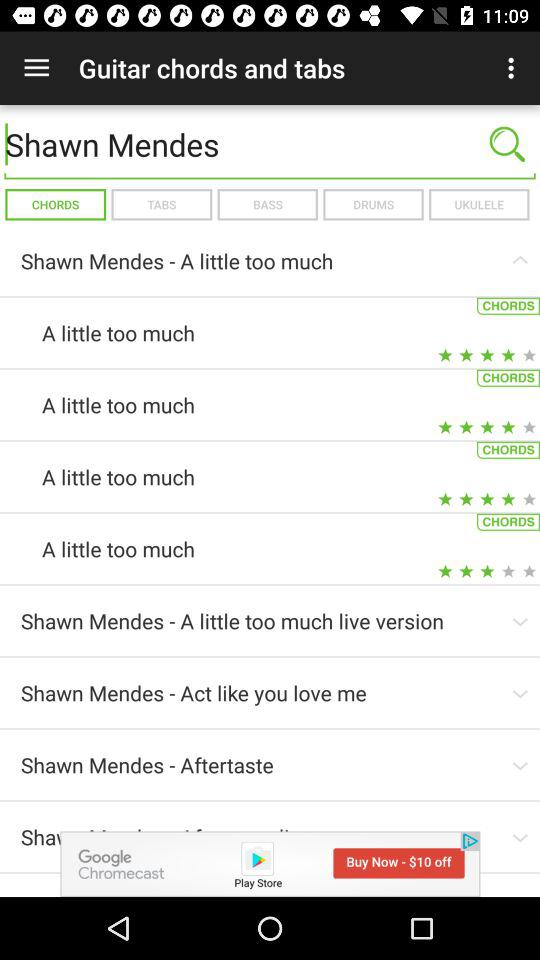 11:09
Guitar chords and tabs
Shawn Mendes
CHORDS TABS BASS DRUMS UKULELE
Shawn Mendes - A little too much
CHORDS
A little too much
CHORDS
A little too much
CHORDS
A little too much
CHORDS
A little too much
Shawn Mendes - A little too much live version
Shawn Mendes - Act like you love me
Shawn Mendes - Aftertaste
Google
Chromecast
Play Store
Buy Now - $10 off